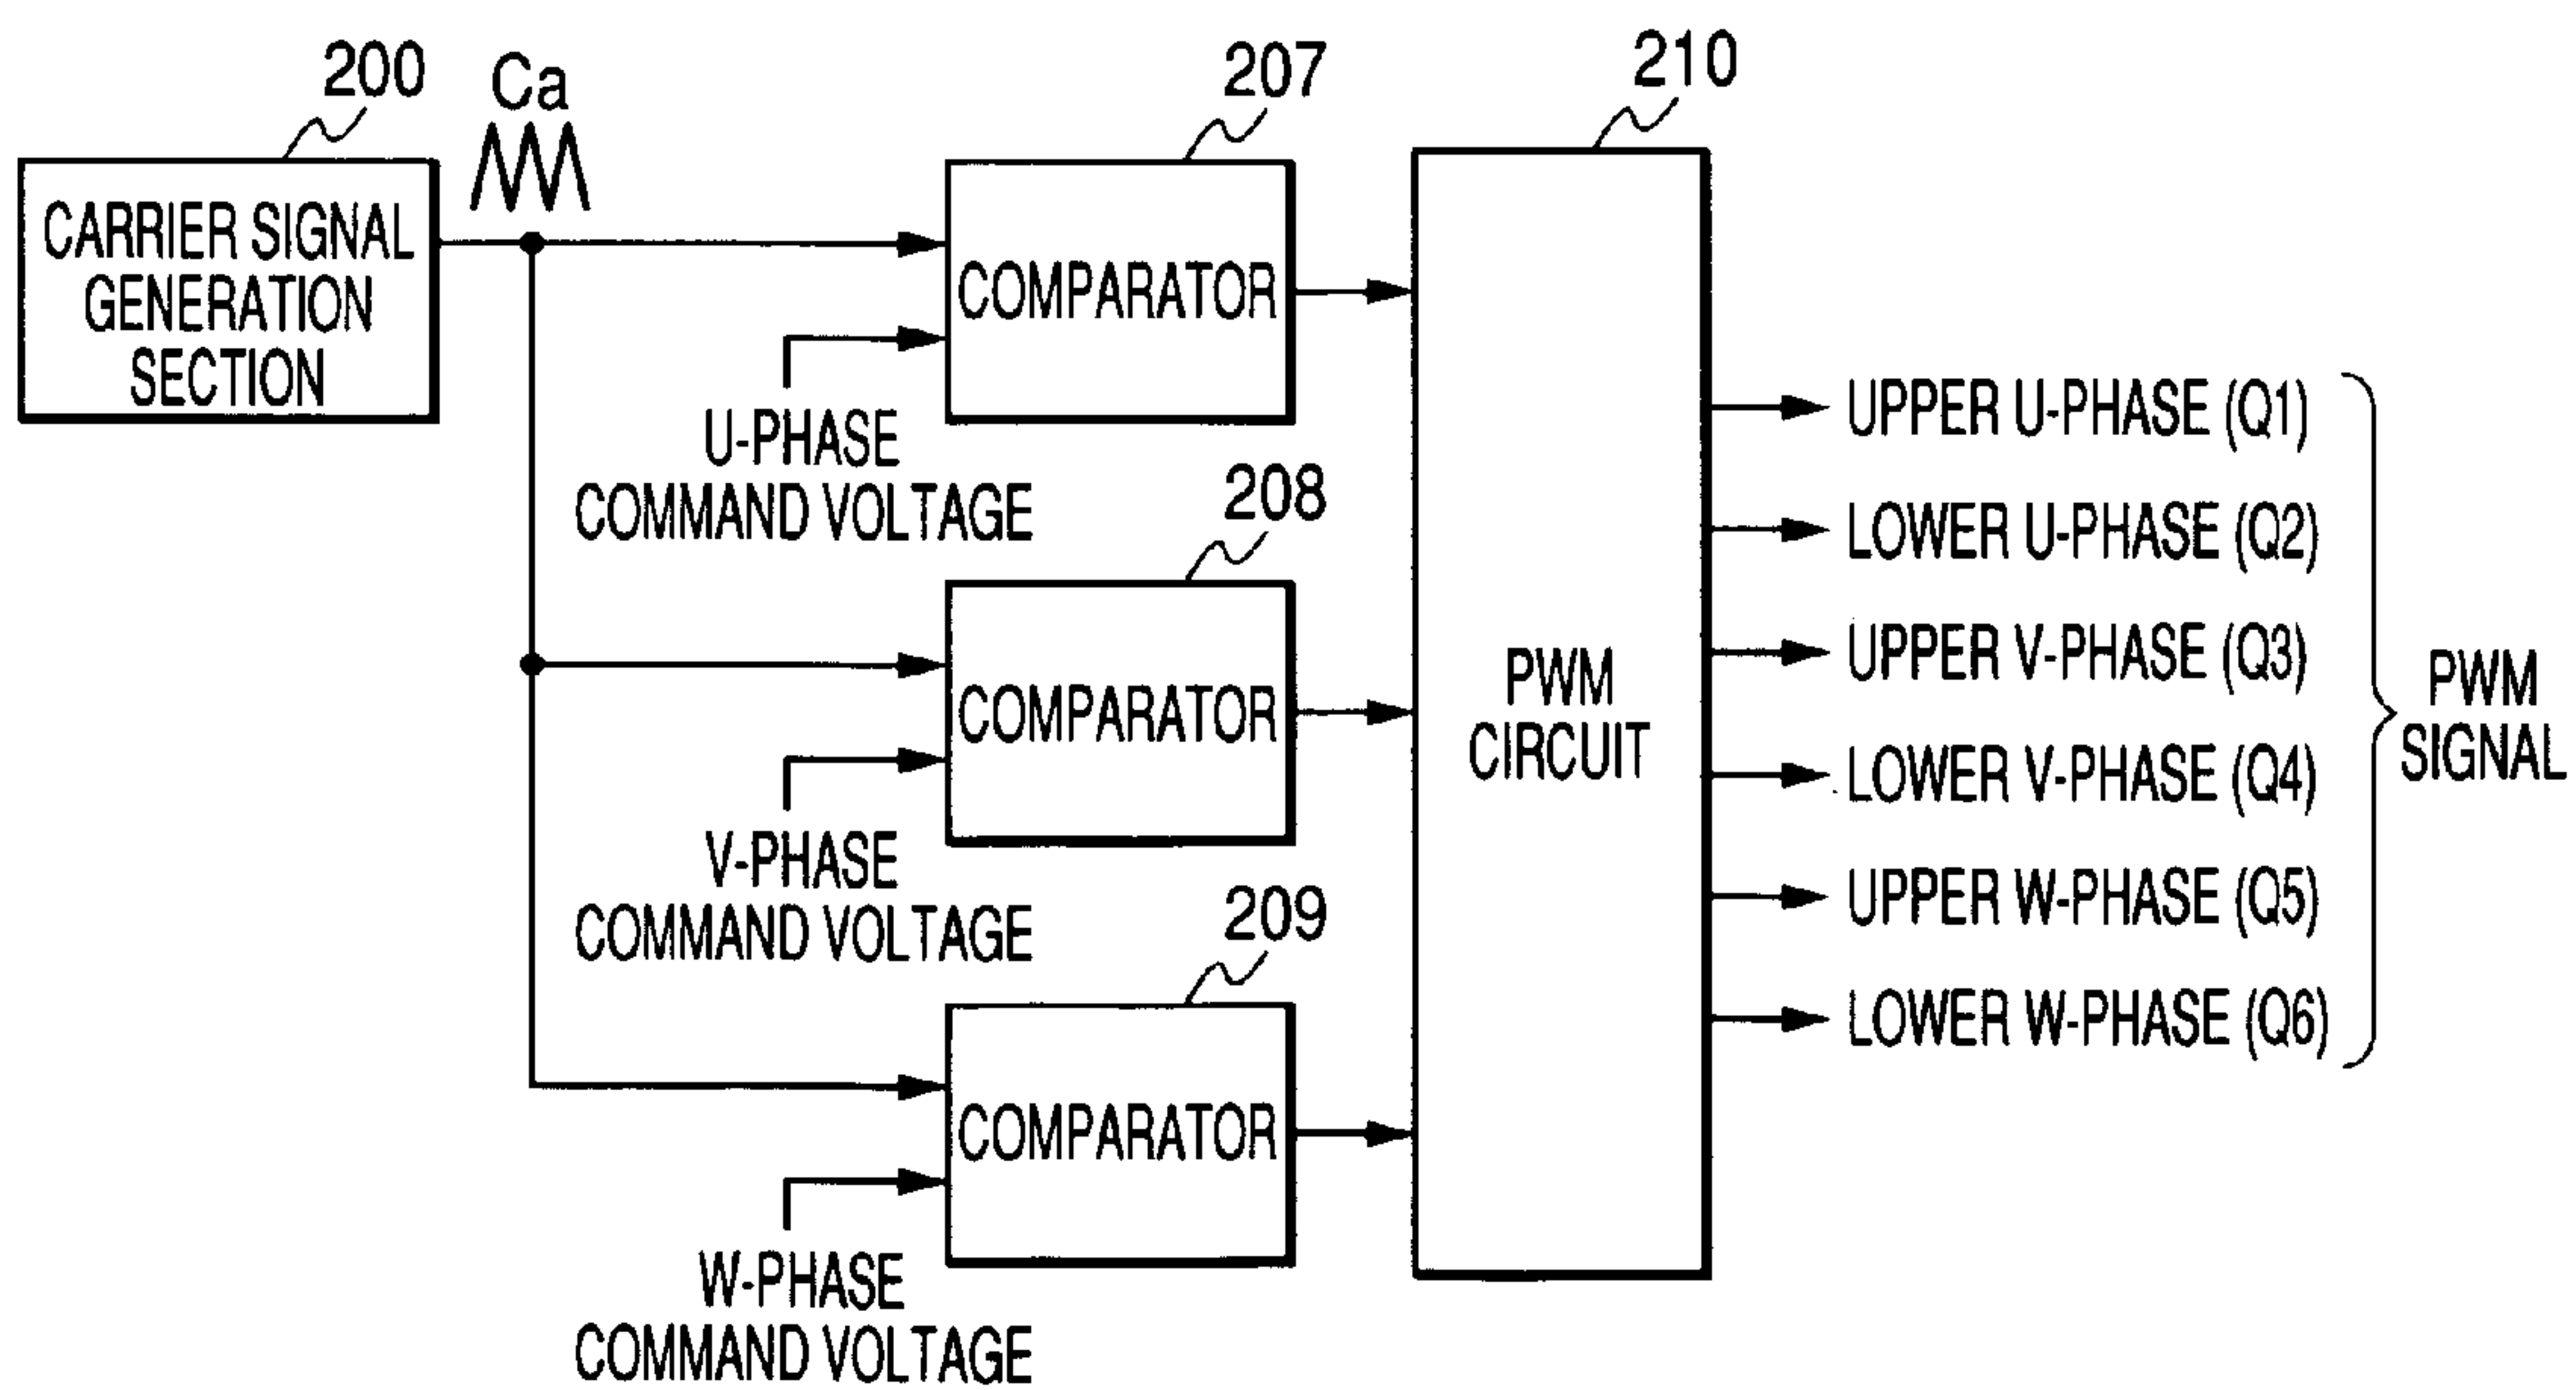 200
Ca
207
210
CARRIER SIGNAL
GENERATION
SECTION
COMPARATOR
U-PHASE
COMMAND VOLTAGE
208
COMPARATOR
V-PHASE
COMMAND VOLTAGE
209
COMPARATOR
W-PHASE
COMMAND VOLTAGE
PWM
CIRCUIT
UPPER U-PHASE (Q1)
LOWER U-PHASE (Q2)
UPPER V-PHASE (Q3)
LOWER V-PHASE (Q4)
UPPER W-PHASE (Q5)
LOWER W-PHASE (Q6)
PWM
SIGNAL